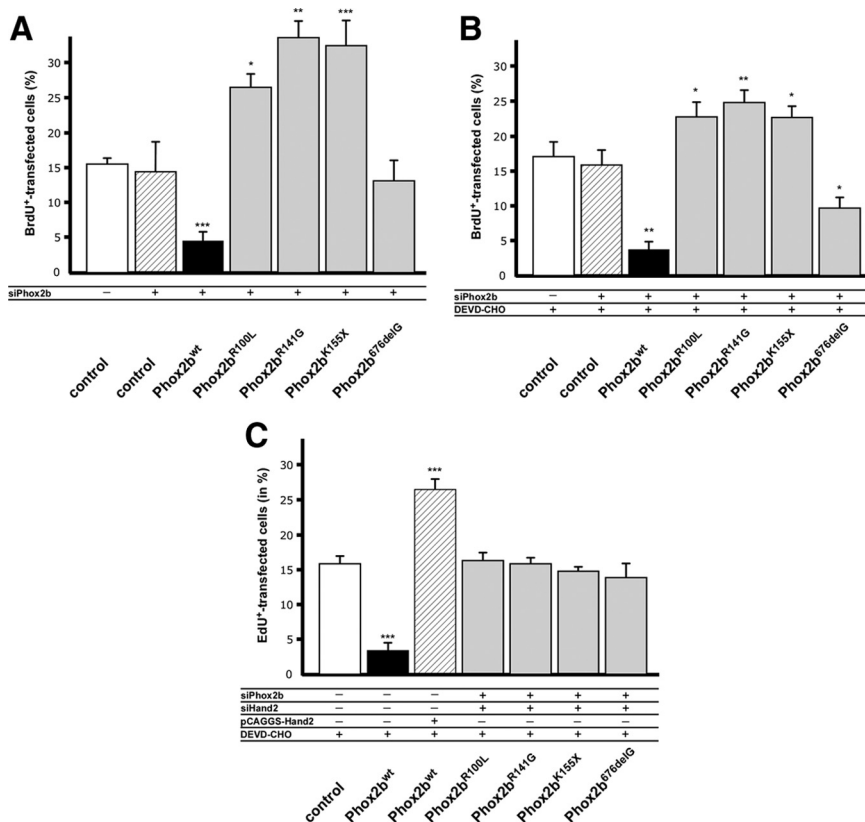 A
BrdU⁺-transfected cells (%)
30
25
20
15
10
5
0
*
**
***
***
siPhox2b − + + + + + +
control
control
Phox2bwt
Phox2bR100L
Phox2bR141G
Phox2bK155X
Phox2b676delG
B
BrdU⁺-transfected cells (%)
30
25
20
15
10
5
0
**
*
**
*
*
siPhox2b − + + + + + +
DEVD-CHO + + + + + + +
control
control
Phox2bwt
Phox2bR100L
Phox2bR141G
Phox2bK155X
Phox2b676delG
C
EdU⁺-transfected cells (in %)
30
25
20
15
10
5
0
***
***
siPhox2b − − − + + + +
siHand2 − − − + + + +
pCAGGS-Hand2 − − + − − − −
DEVD-CHO + + + + + + +
control
Phox2bwt
Phox2bwt
Phox2bR100L
Phox2bR141G
Phox2bK155X
Phox2b676delG